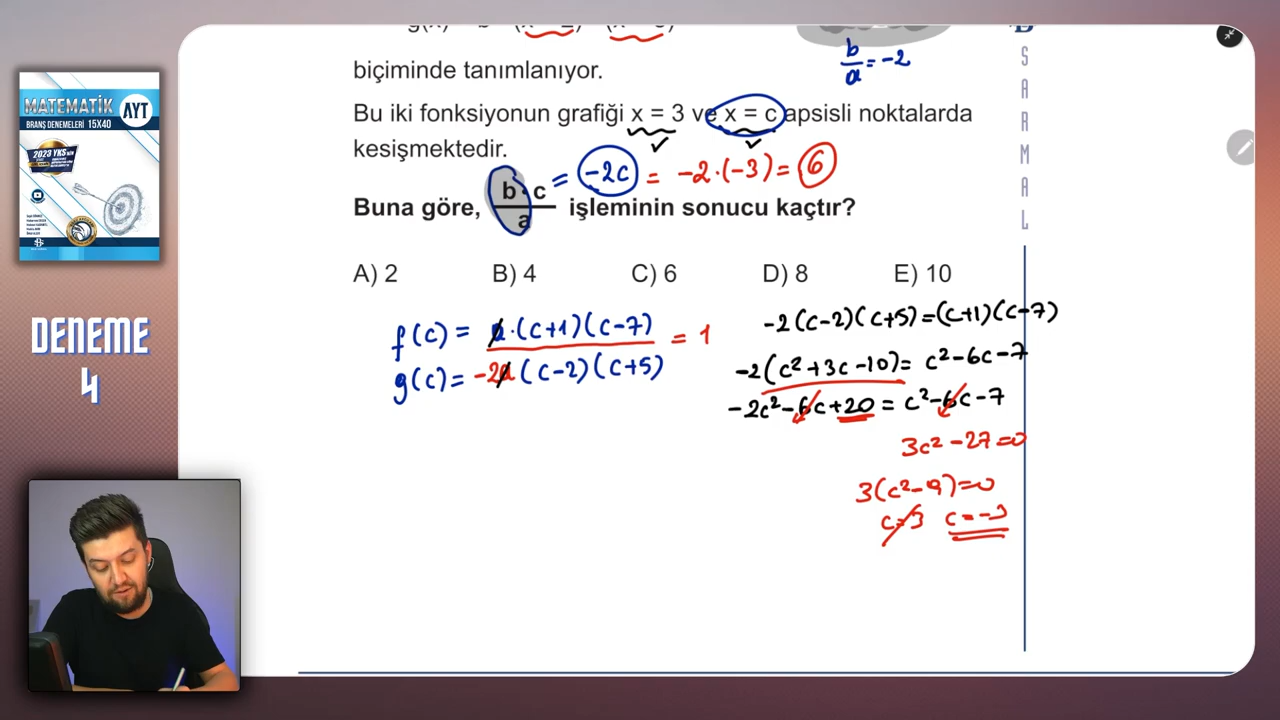 biçiminde tanımlanıyor.
b/a = -2
Bu iki fonksiyonun grafiği x = 3 ve x = c apsisli noktalarda
kesişmektedir.
Buna göre, b·c/a işleminin sonucu kaçtır?
= -2c = -2·(-3) = 6
A) 2 B) 4 C) 6 D) 8 E) 10
f(c) = a·(c+1)(c-7)
g(c) = -2a(c-2)(c+5)
= 1
-2(c-2)(c+5)=(c+1)(c-7)
-2(c²+3c-10)= c²-6c-7
-2c²-6c+20 = c²-6c-7
3c²-27=0
3(c²-9)=0
c=3 c=-3
MATEMATİK AYT
BRANŞ DENEMELERİ 15X40
2023 YKS'NİN
DENEME
4
S
A
R
M
A
L